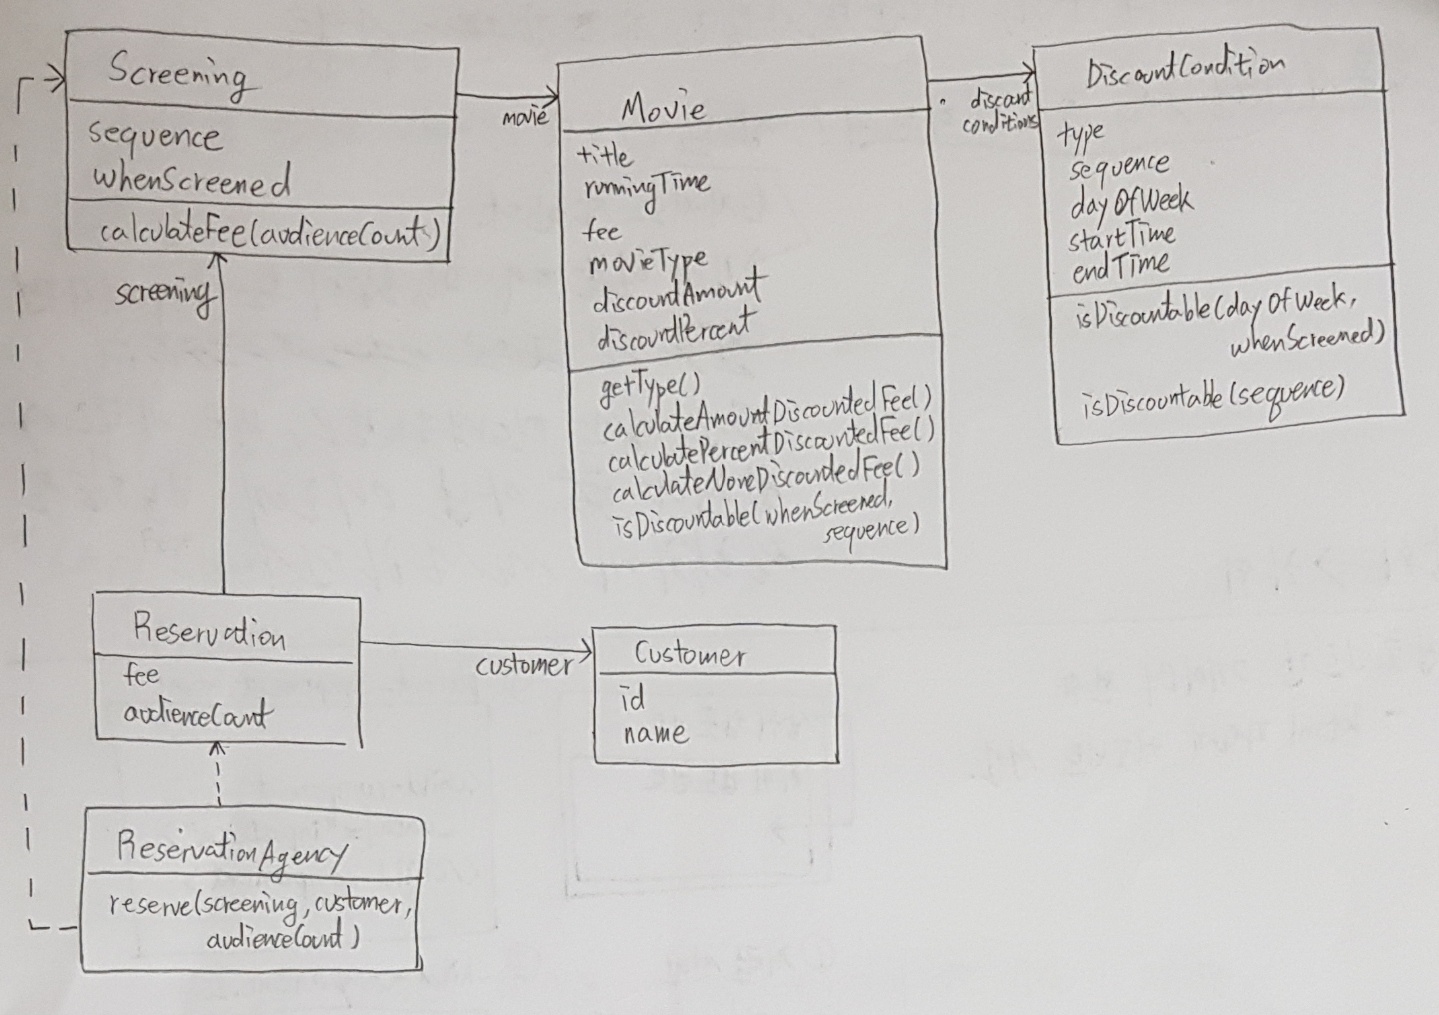 Screening
sequence
whenScreened
calculateFee(audienceCount)
movie
Movie
title
runningTime
fee
movieType
discountAmount
discountPercent
getType()
calculateAmountDiscountedFee()
calculatePercentDiscountedFee()
calculateNoneDiscountedFee()
isDiscountable(whenScreened,
sequence)
discount
conditions
DiscountCondition
type
sequence
dayOfWeek
startTime
endTime
isDiscountable(dayOfWeek,
whenScreened)
isDiscountable(sequence)
screening
Reservation
fee
audienceCount
customer
Customer
id
name
ReservationAgency
reserve(screening, customer,
audienceCount)